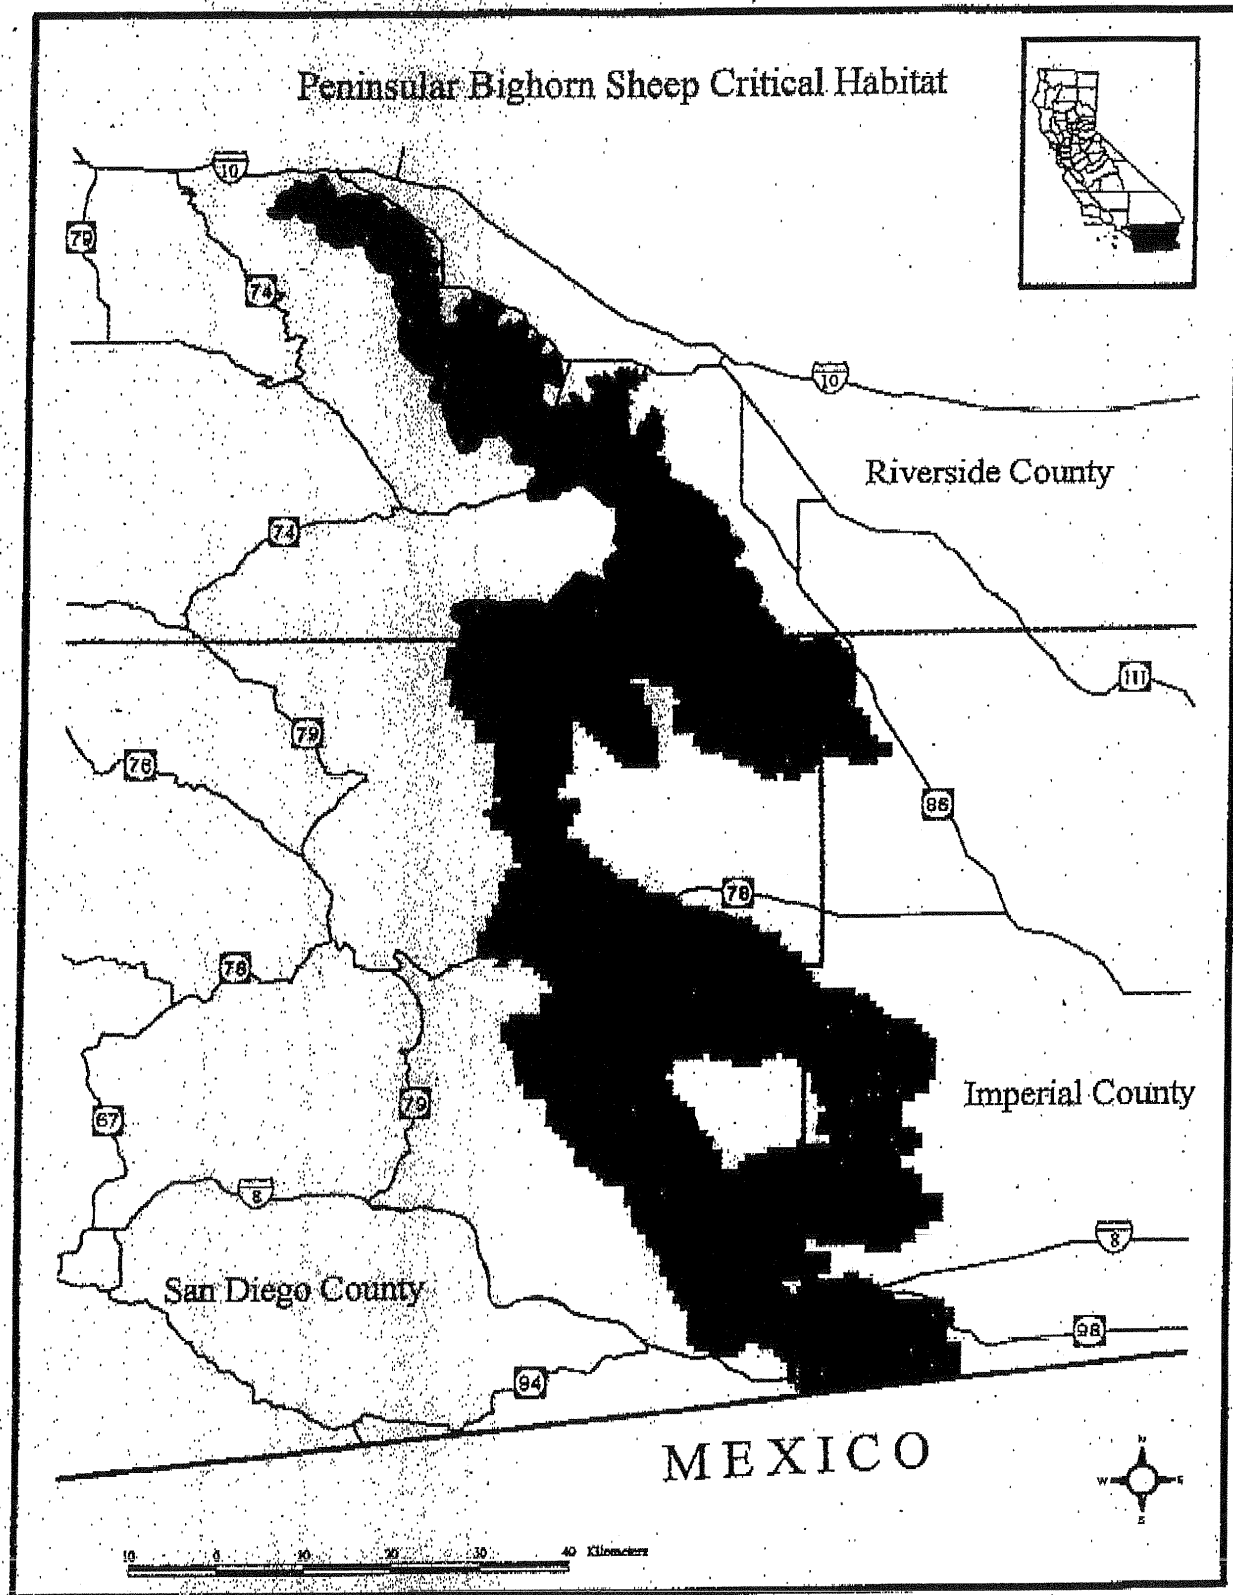 Peninsular Bighorn Sheep Critical Habitat
10
79
74
10
Riverside County
74
111
79
76
86
78
78
Imperial County
79
67
8
8
San Diego County
98
94
MEXICO
N
W E
S
10 0 10 20 30 40 Kilometers